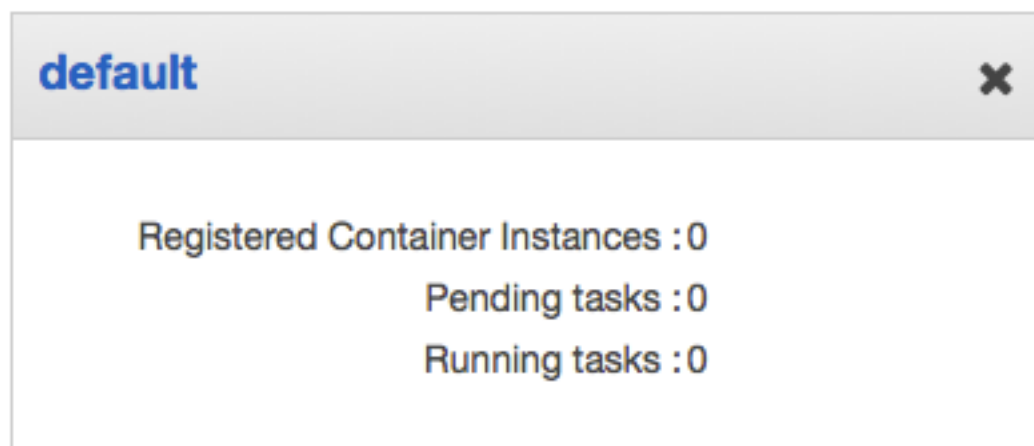 default
Registered Container Instances :0
Pending tasks :0
Running tasks :0